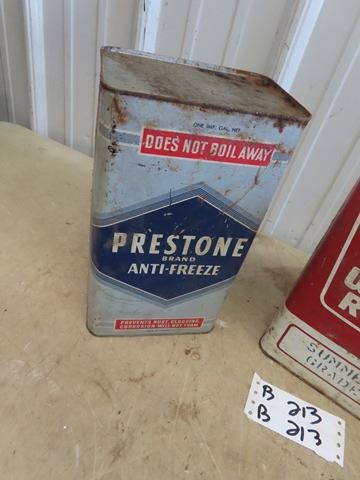 ONE IMP. GAL. NET
DOES NOT BOIL AWAY
PRESTONE
BRAND
ANTI-FREEZE
PREVENTS RUST, CLOGGING,
CORROSION·WILL NOT FOAM
SUMME
GRADE
B 213
B 213